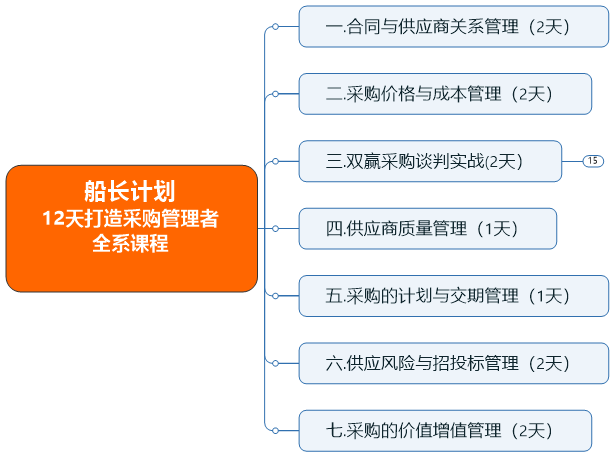 船长计划
12天打造采购管理者
全系课程
一.合同与供应商关系管理（2天）
二.采购价格与成本管理（2天）
三.双赢采购谈判实战(2天）
15
四.供应商质量管理（1天）
五.采购的计划与交期管理（1天）
六.供应风险与招投标管理（2天）
七.采购的价值增值管理（2天）